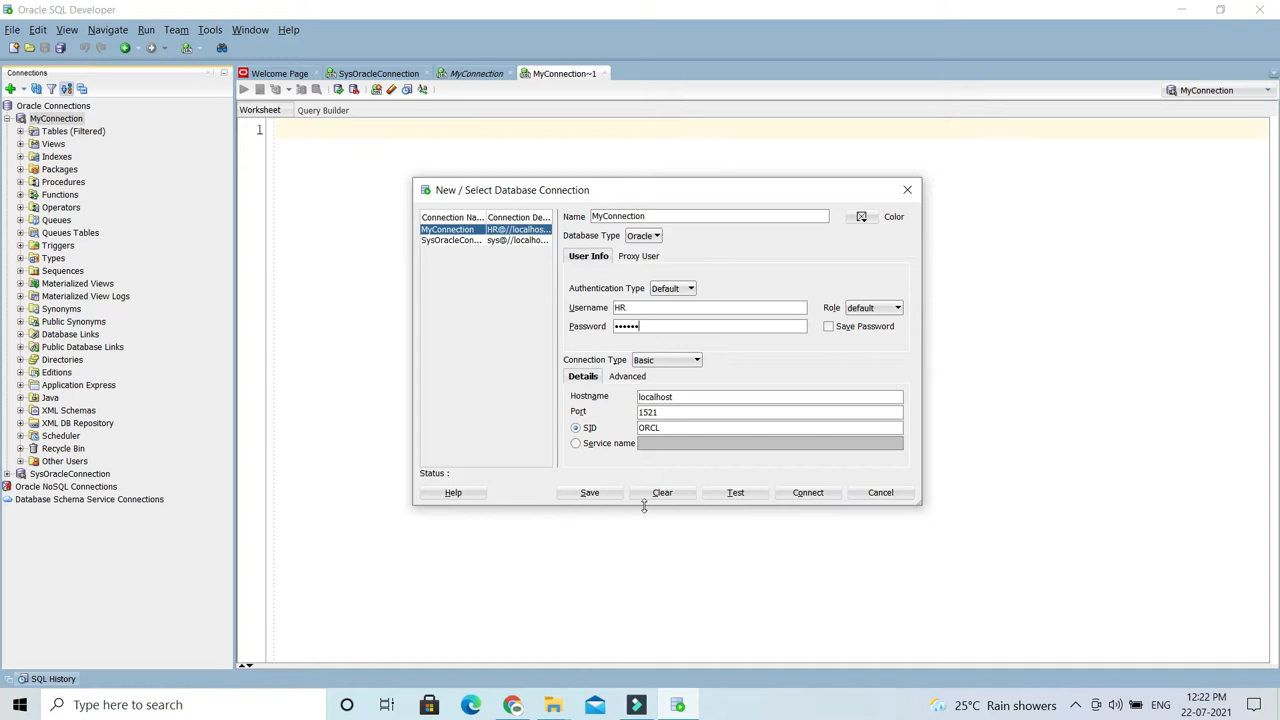 Oracle SQL Developer
File Edit View Navigate Run Team Tools Window Help
Connections
Oracle Connections
MyConnection
Tables (Filtered)
Views
Indexes
Packages
Procedures
Functions
Operators
Queues
Queues Tables
Triggers
Types
Sequences
Materialized Views
Materialized View Logs
Synonyms
Public Synonyms
Database Links
Public Database Links
Directories
Editions
Application Express
Java
XML Schemas
XML DB Repository
Scheduler
Recycle Bin
Other Users
SysOracleConnection
Oracle NoSQL Connections
Database Schema Service Connections
Welcome Page SysOracleConnection MyConnection MyConnection~1
MyConnection
Worksheet Query Builder
1
New / Select Database Connection
Connection Na... Connection De...
MyConnection HR@//localhos...
SysOracleCon... sys@//localho...
Name MyConnection Color
Database Type Oracle
User Info Proxy User
Authentication Type Default
Username HR Role default
Password •••••• Save Password
Connection Type Basic
Details Advanced
Hostname localhost
Port 1521
SID ORCL
Service name
Status :
Help Save Clear Test Connect Cancel
SQL History
Type here to search
25°C Rain showers
ENG
12:22 PM
22-07-2021